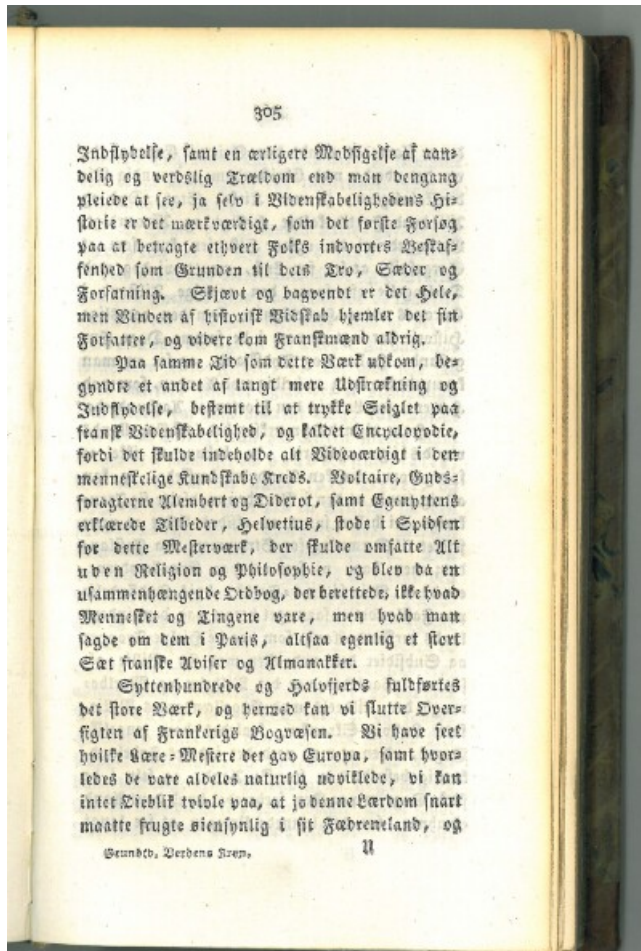 305
Indflydelse, samt en ærligere Modsigelse af aan-
delig og verdslig Trældom end man dengang
pleiede at see, ja selv i Videnskabelighedens Hi-
storie er det mærkværdigt, som det første Forsøg
paa at betragte ethvert Folks indvortes Beskaf-
fenhed som Grunden til dets Tro, Sæder og
Forfatning. Skjævt og bagvendt er det Hele,
men Vinden af historisk Vidskab hjemler det sin
Forfatter, og videre kom Franskmænd aldrig.
Paa samme Tid som dette Værk udkom, be-
gyndte et andet af langt mere Udstrækning og
Indflydelse, bestemt til at trykke Seiglet paa
fransk Videnskabelighed, og kaldet Encyclopodie,
fordi det skulde indeholde alt Videværdigt i den
menneskelige Kundskabs Kreds. Voltaire, Guds-
foragterne Alembert og Diderot, samt Egennyttens
erklærede Tilbeder, Helvetius, stode i Spidsen
for dette Mesterværk, der skulde omfatte Alt
uden Religion og Philosophie, og blev da en
usammenhængende Ordbog, der berettede, ikke hvad
Mennesket og Tingene vare, men hvad man
sagde om dem i Paris, altsaa egenlig et stort
Sæt franske Aviser og Almanakker.
Syttenhundrede og Halvfjerds fuldførtes
det store Værk, og hermed kan vi slutte Over-
sigten af Frankerigs Bogvæsen. Vi have seet
hvilke Lære-Mestere det gav Europa, samt hvor-
ledes de vare aldeles naturlig udviklede, vi kan
intet Øieblik tvivle paa, at jo denne Lærdom snart
maatte frugte øiensynlig i sit Fædreneland, og
Grundtv. Verdens Krøn.
U